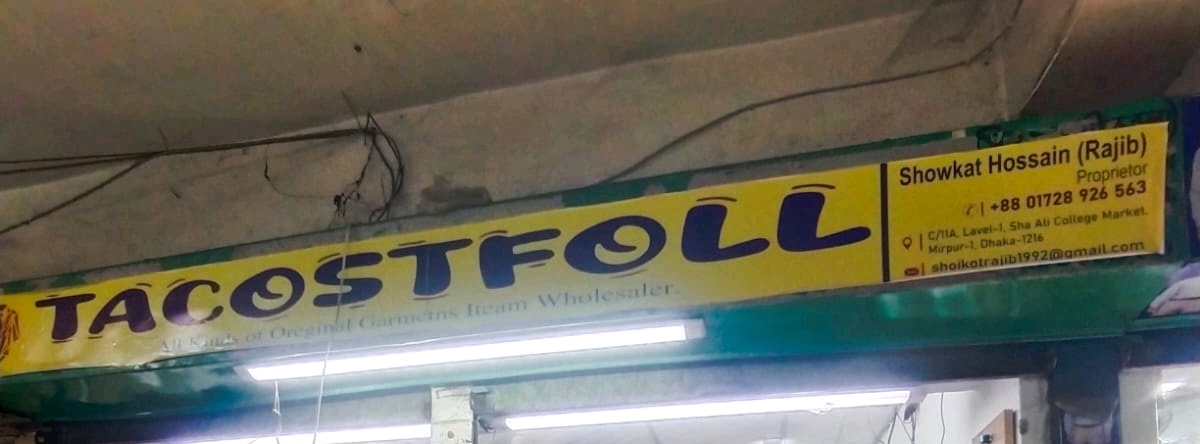 TACOSTFOLL
All Kinds of Oreginal Garmeins Iteam Wholesaler.
Showkat Hossain (Rajib)
Proprietor
+88 01728 926 563
C/11A, Lavel-1, Sha Ali College Market,
Mirpur-1, Dhaka-1216
shoikotrajib1992@gmail.com